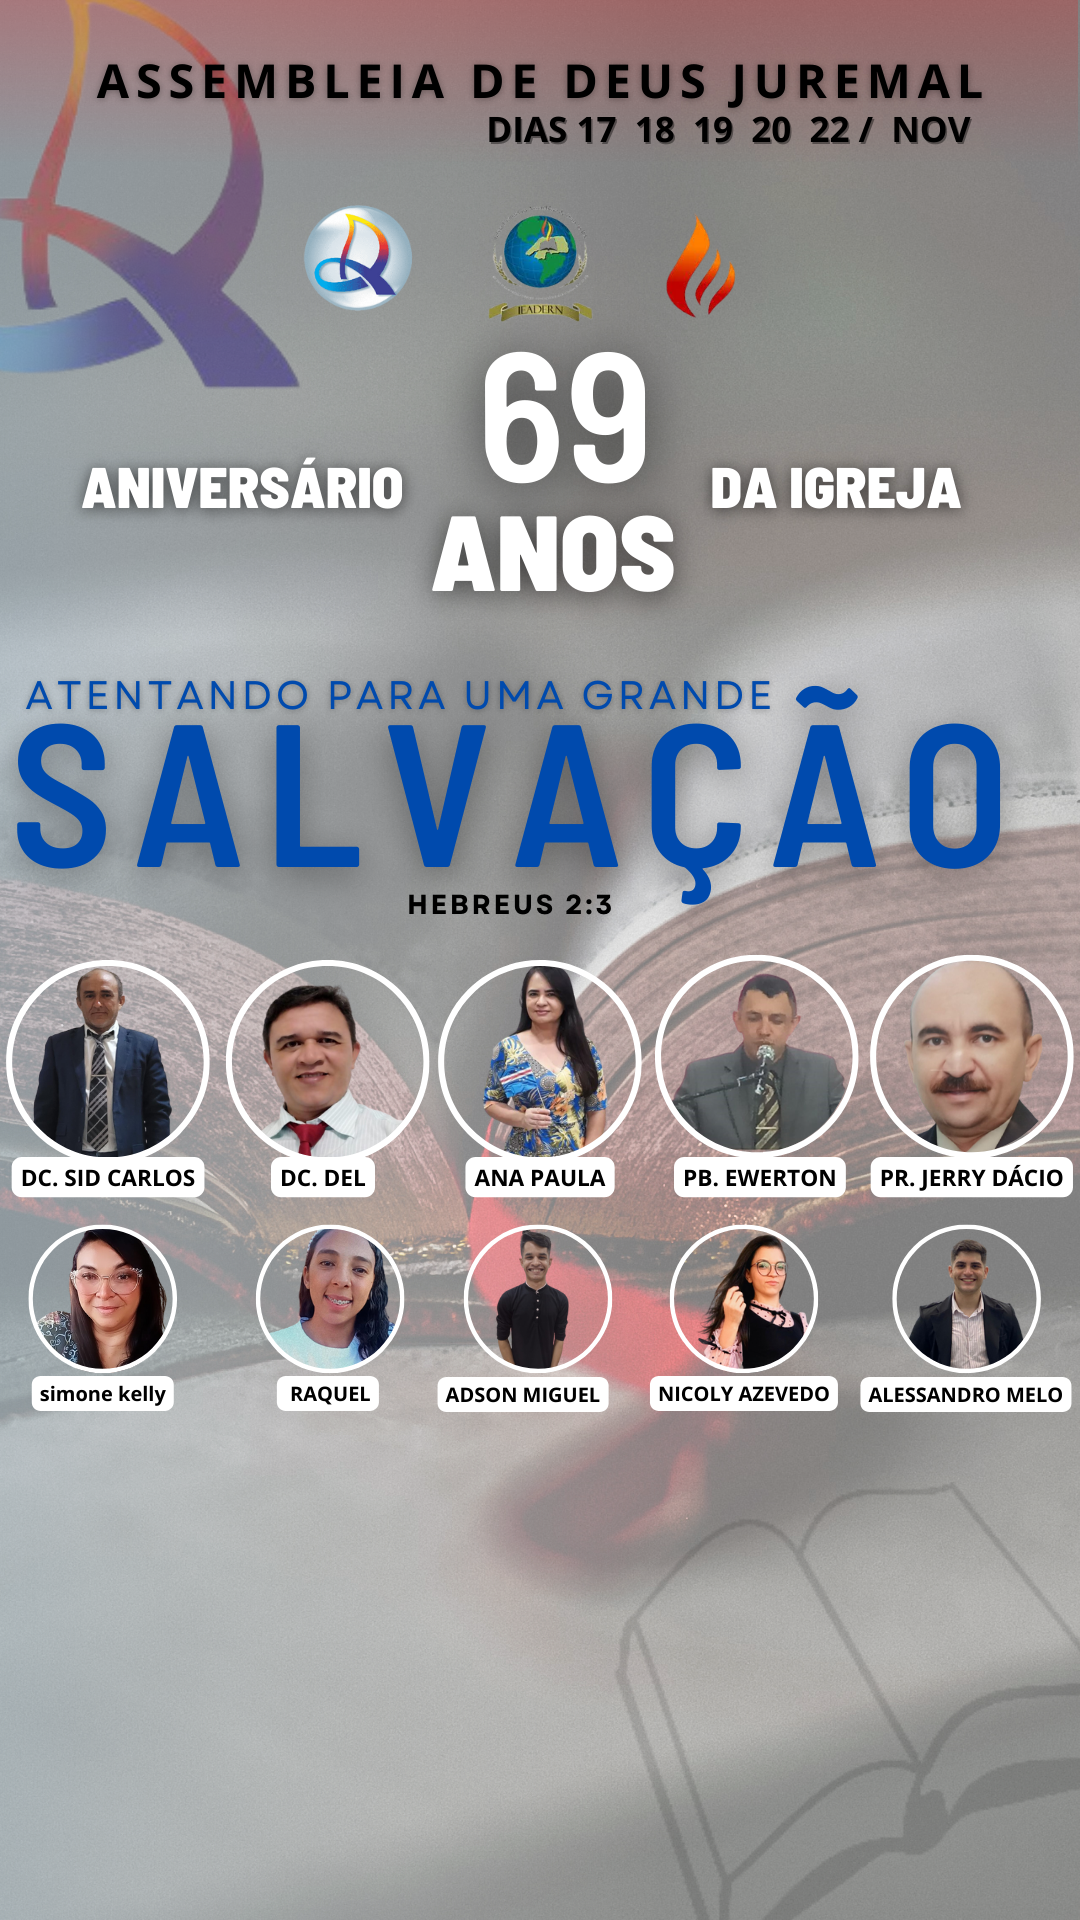 ASSEMBLEIA DE DEUS JUREMAL
DIAS 17 18 19 20 22 / NOV
IEADERN
69
ANIVERSÁRIO
DA IGREJA
ANOS
ATENTANDO PARA UMA GRANDE
SALVAÇÃO
HEBREUS 2:3
DC. SID CARLOS
DC. DEL
ANA PAULA
PB. EWERTON
PR. JERRY DÁCIO
simone kelly
RAQUEL
ADSON MIGUEL
NICOLY AZEVEDO
ALESSANDRO MELO